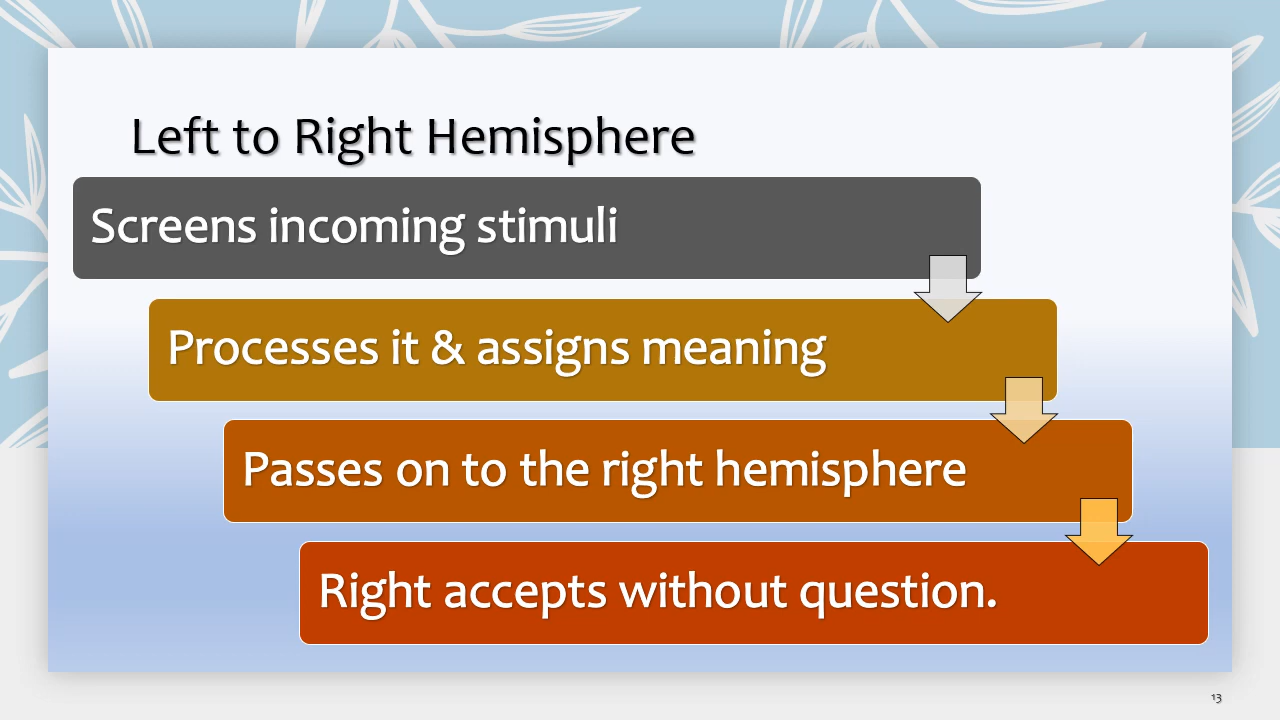 Left to Right Hemisphere
Screens incoming stimuli
Processes it & assigns meaning
Passes on to the right hemisphere
Right accepts without question.
13